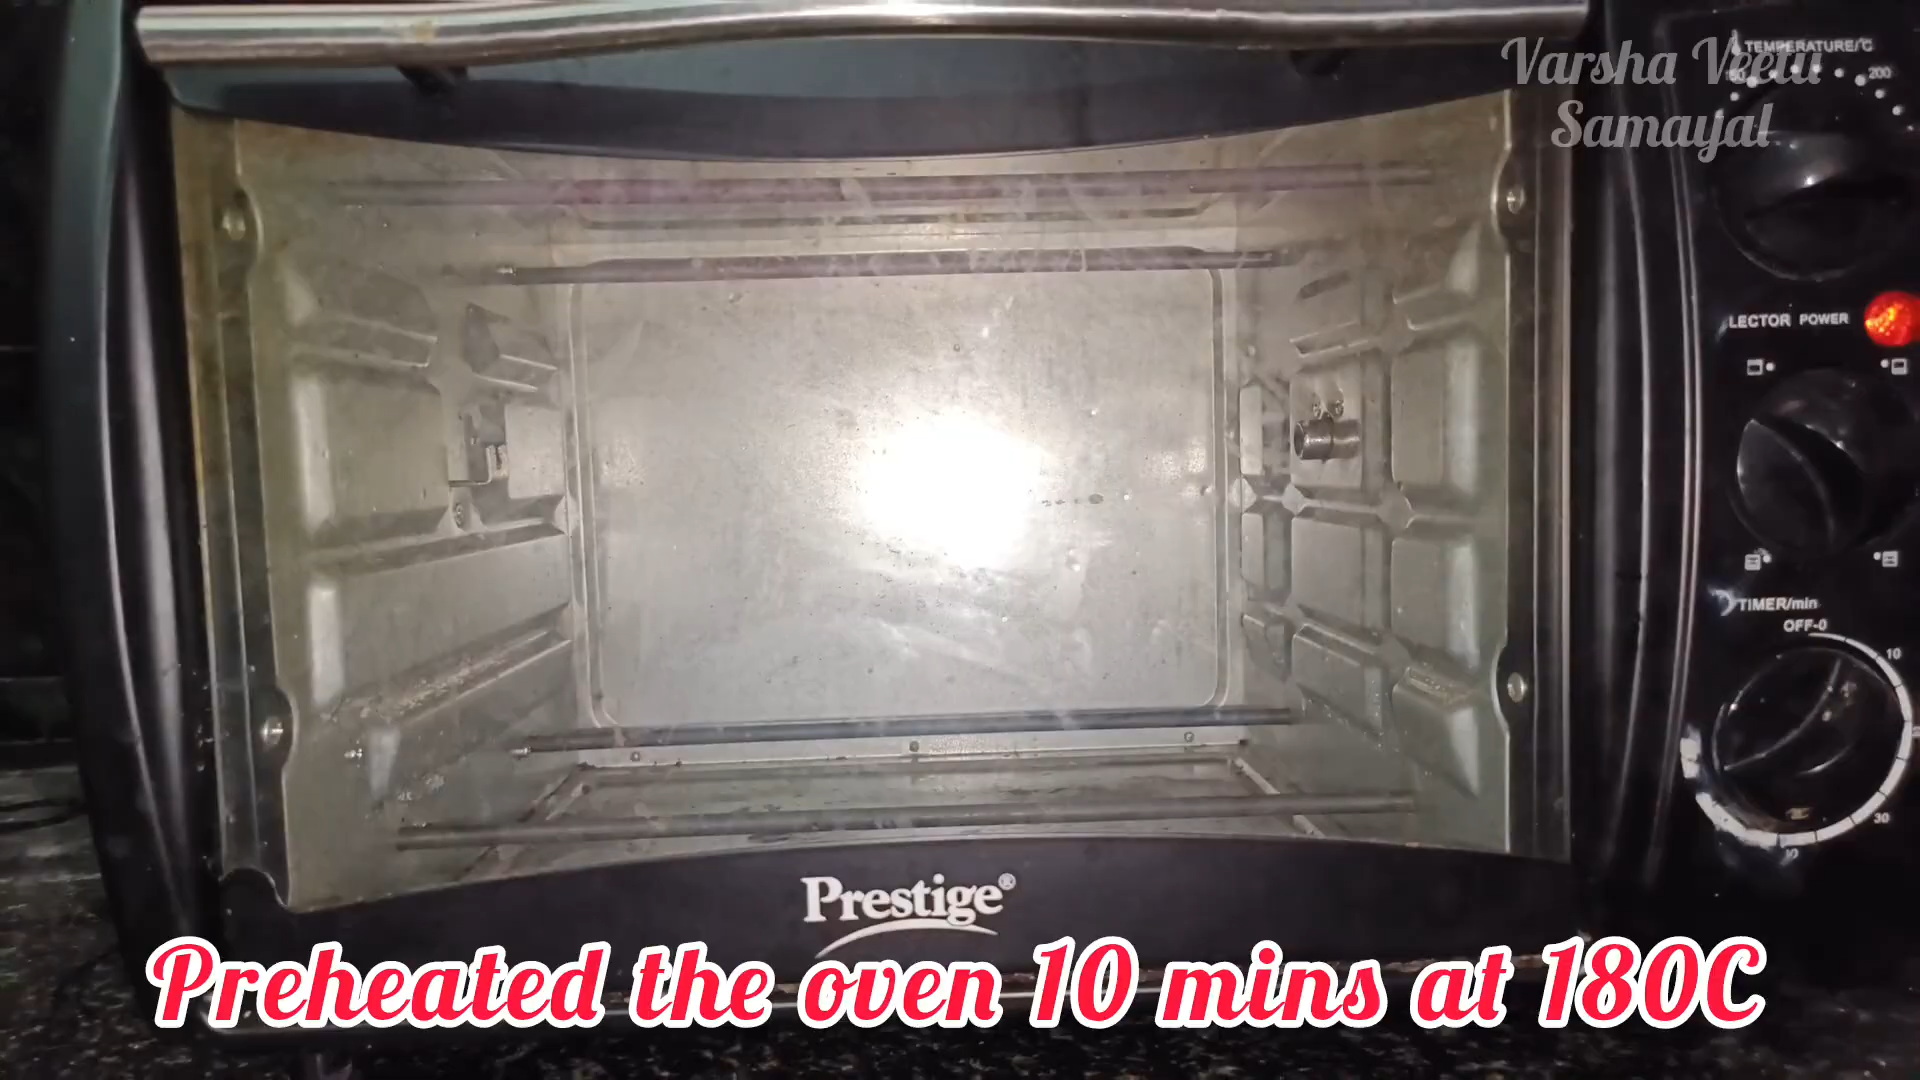 Varsha Veetu
Samayal
TEMPERATURE/°C
150
200
LECTOR POWER
TIMER/min
OFF-0
10
30
Prestige®
Preheated the oven 10 mins at 180C